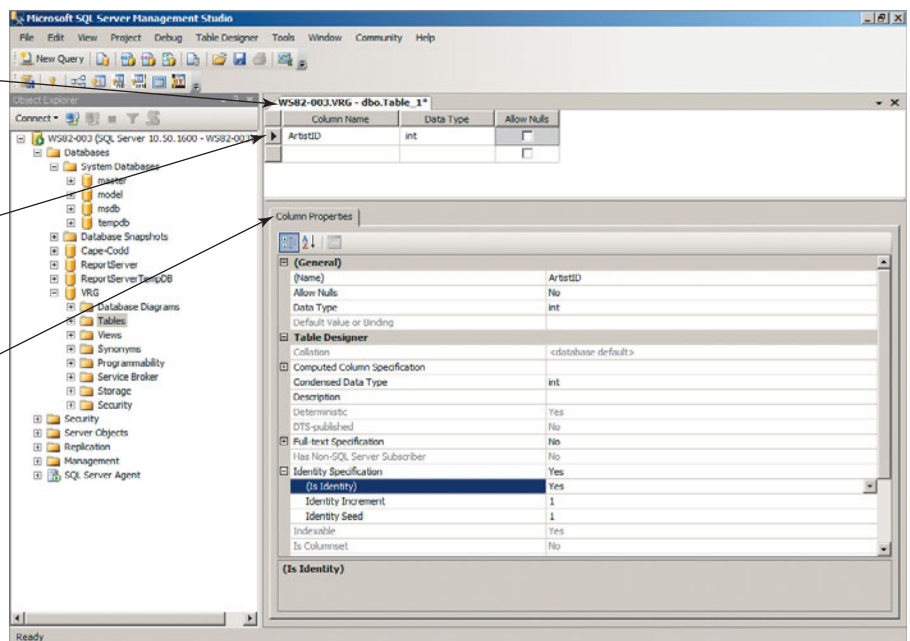 Microsoft SQL Server Management Studio
File Edit View Project Debug Table Designer Tools Window Community Help
New Query
Object Explorer
Connect
WS82-003 (SQL Server 10.50.1600 - WS82-003
Databases
System Databases
master
model
msdb
tempdb
Database Snapshots
Cape-Codd
ReportServer
ReportServerTempDB
VRG
Database Diagrams
Tables
Views
Synonyms
Programmability
Service Broker
Storage
Security
Security
Server Objects
Replication
Management
SQL Server Agent
WS82-003.VRG - dbo.Table_1*
Column Name Data Type Allow Nulls
ArtistID int
Column Properties
(General)
(Name) ArtistID
Allow Nulls No
Data Type int
Default Value or Binding
Table Designer
Collation <database default>
Computed Column Specification
Condensed Data Type int
Description
Deterministic Yes
DTS-published No
Full-text Specification No
Has Non-SQL Server Subscriber No
Identity Specification Yes
(Is Identity) Yes
Identity Increment 1
Identity Seed 1
Indexable Yes
Is Columnset No
(Is Identity)
Ready